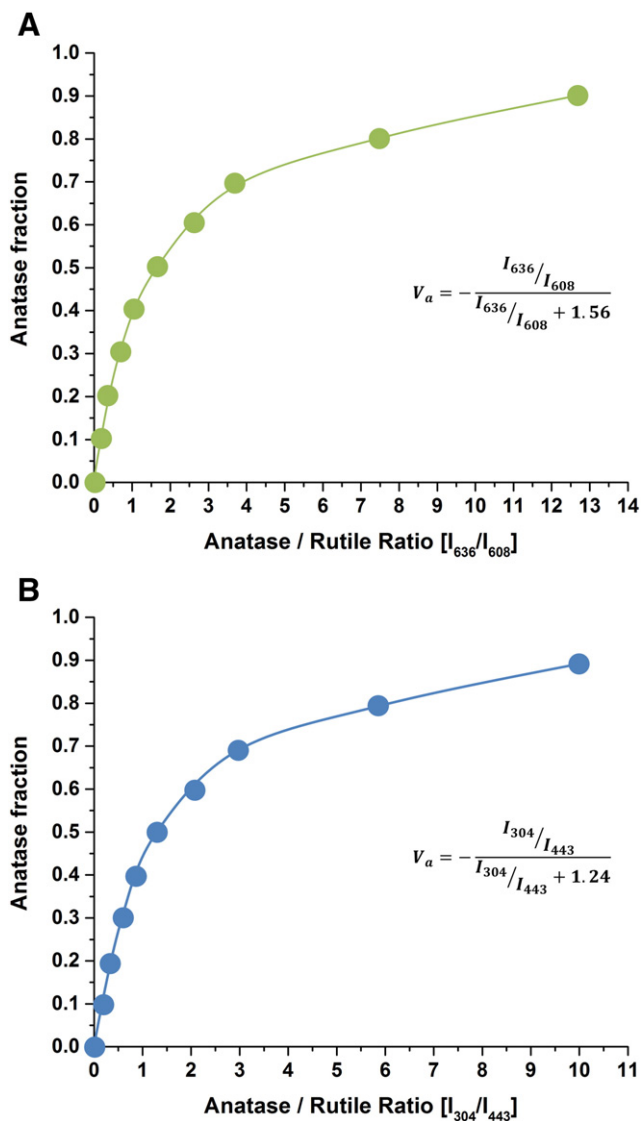 A
1.0
0.9
0.8
0.7
0.6
0.5
0.4
0.3
0.2
0.1
0.0
Anatase fraction
V_a = − (I_636/I_608) / (I_636/I_608 + 1.56)
0 1 2 3 4 5 6 7 8 9 10 11 12 13 14
Anatase / Rutile Ratio [I_636/I_608]
B
1.0
0.9
0.8
0.7
0.6
0.5
0.4
0.3
0.2
0.1
0.0
Anatase fraction
V_a = − (I_304/I_443) / (I_304/I_443 + 1.24)
0 1 2 3 4 5 6 7 8 9 10 11
Anatase / Rutile Ratio [I_304/I_443]